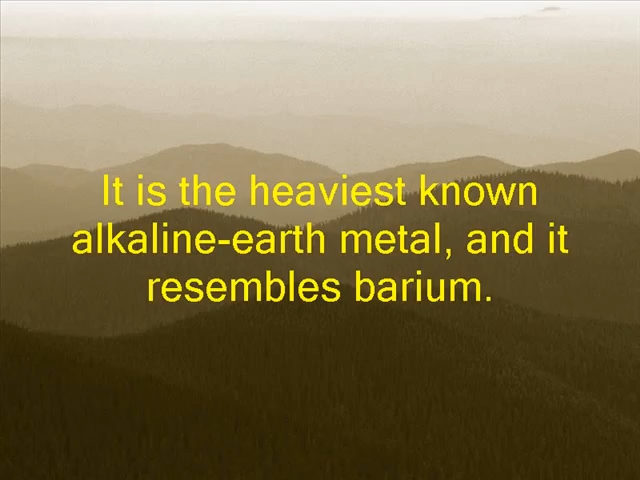 It is the heaviest known
alkaline-earth metal, and it
resembles barium.